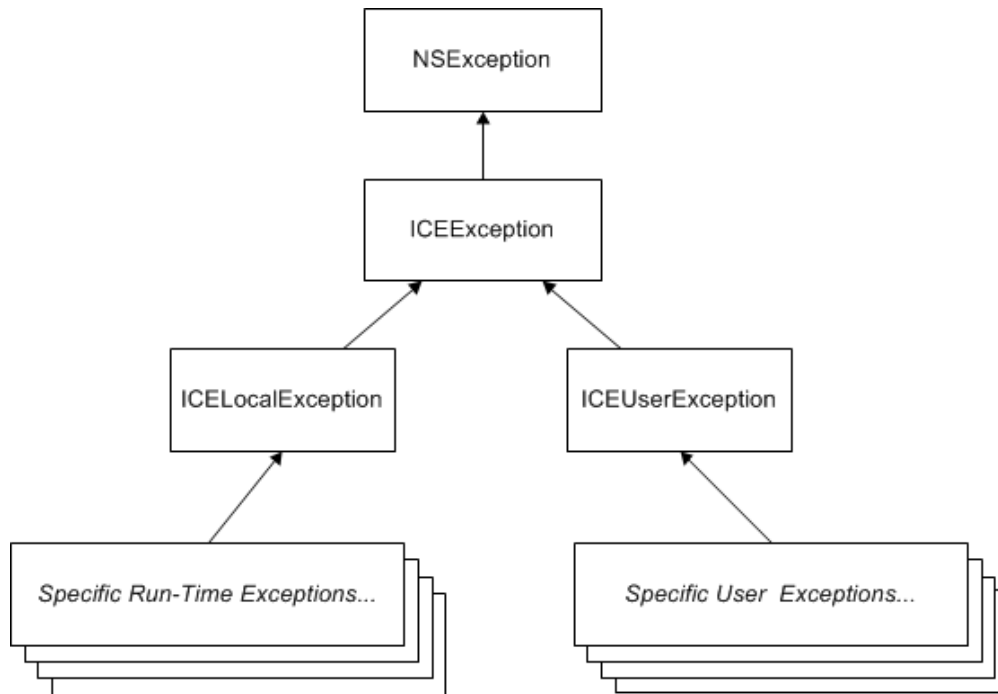 NSException
ICEException
ICELocalException
ICEUserException
Specific Run-Time Exceptions...
Specific User  Exceptions...